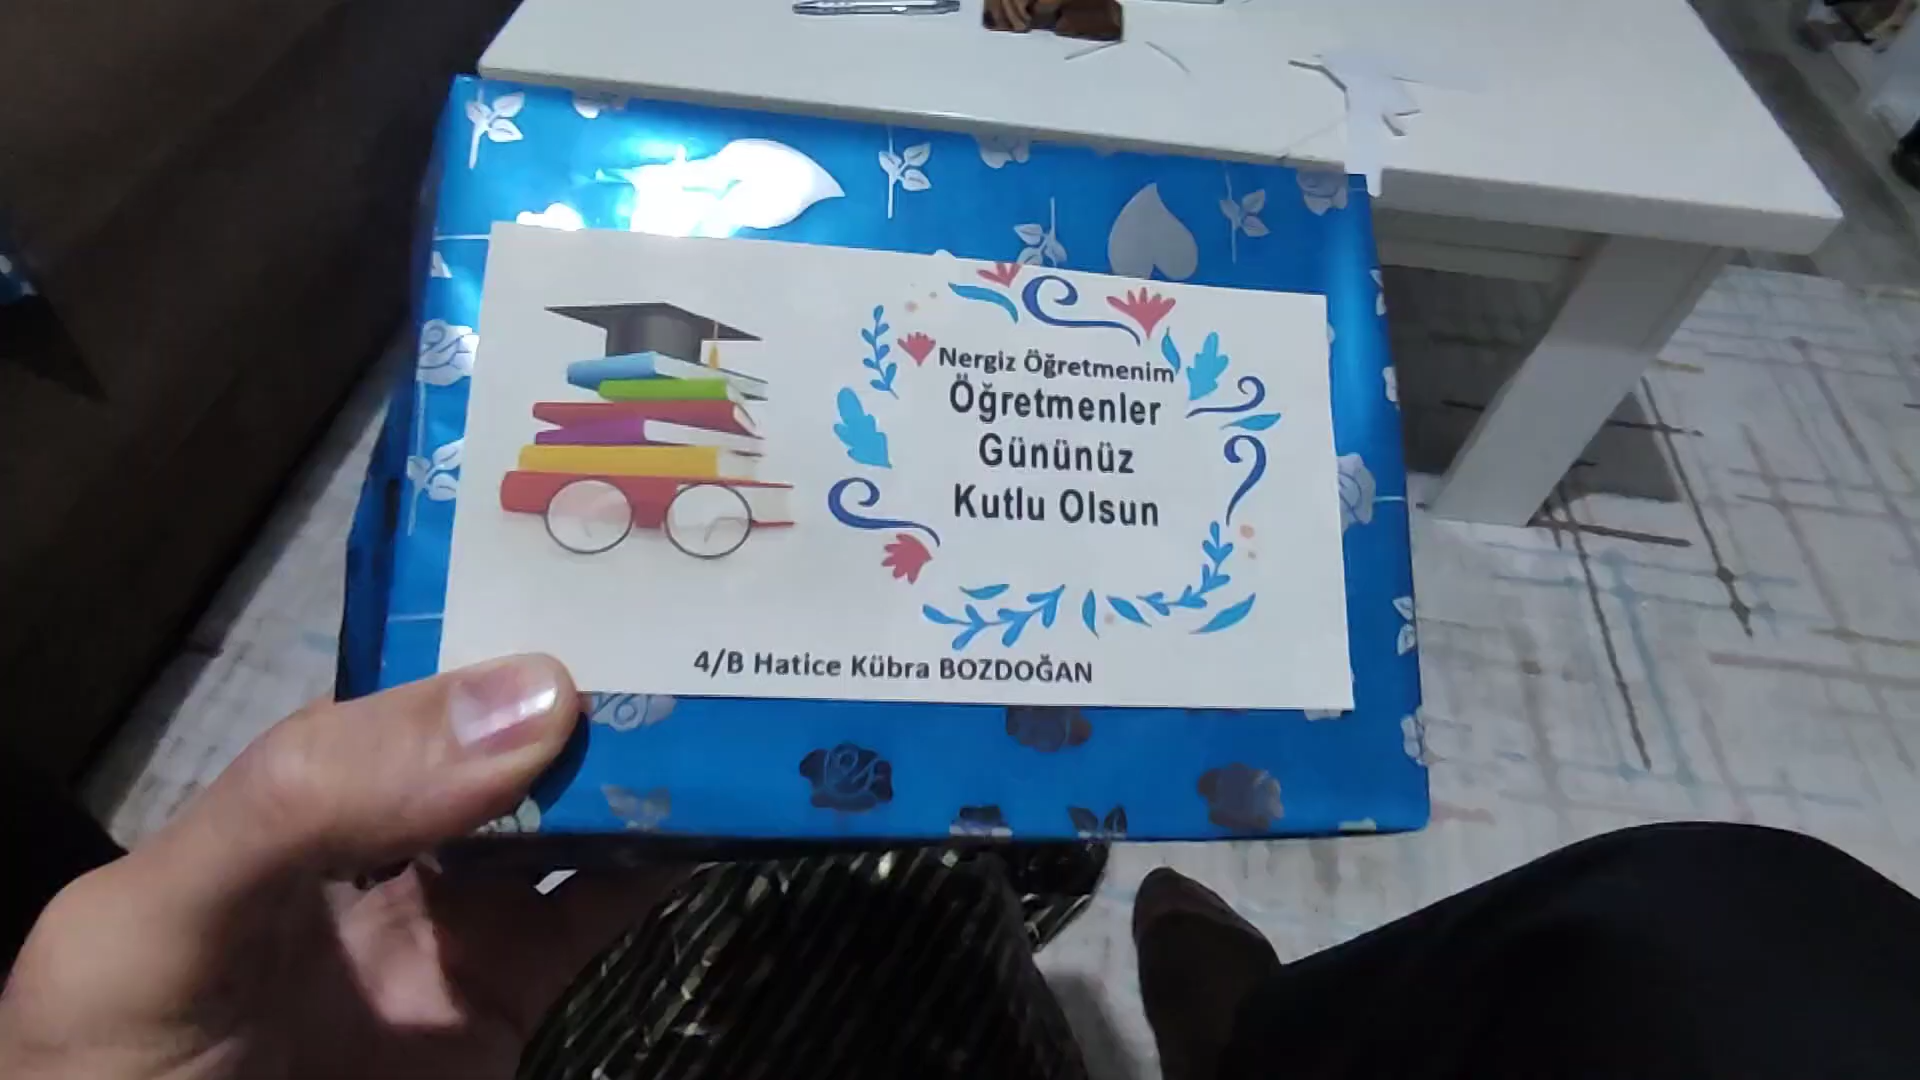 Nergiz Öğretmenim
Öğretmenler
Gününüz
Kutlu Olsun
4/B Hatice Kübra BOZDOĞAN